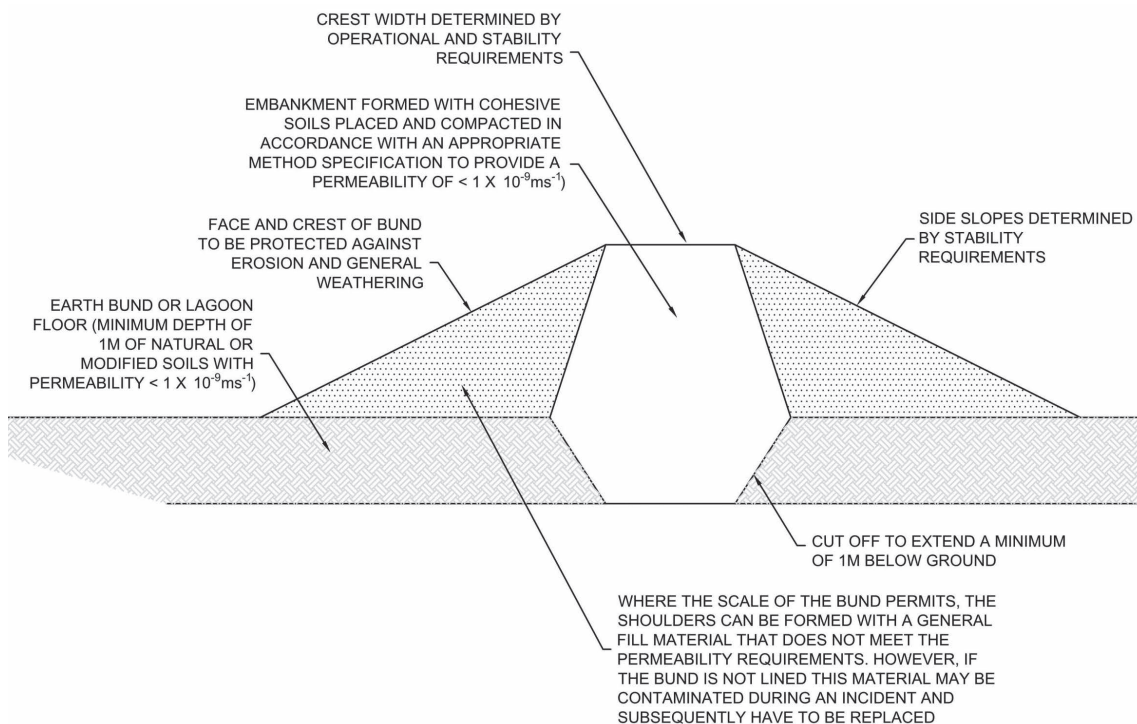 CREST WIDTH DETERMINED BY
OPERATIONAL AND STABILITY
REQUIREMENTS
EMBANKMENT FORMED WITH COHESIVE
SOILS PLACED AND COMPACTED IN
ACCORDANCE WITH AN APPROPRIATE
METHOD SPECIFICATION TO PROVIDE A
PERMEABILITY OF < 1 X 10⁻⁹ms⁻¹)
FACE AND CREST OF BUND
TO BE PROTECTED AGAINST
EROSION AND GENERAL
WEATHERING
SIDE SLOPES DETERMINED
BY STABILITY
REQUIREMENTS
EARTH BUND OR LAGOON
FLOOR (MINIMUM DEPTH OF
1M OF NATURAL OR
MODIFIED SOILS WITH
PERMEABILITY < 1 X 10⁻⁹ms⁻¹)
CUT OFF TO EXTEND A MINIMUM
OF 1M BELOW GROUND
WHERE THE SCALE OF THE BUND PERMITS, THE
SHOULDERS CAN BE FORMED WITH A GENERAL
FILL MATERIAL THAT DOES NOT MEET THE
PERMEABILITY REQUIREMENTS. HOWEVER, IF
THE BUND IS NOT LINED THIS MATERIAL MAY BE
CONTAMINATED DURING AN INCIDENT AND
SUBSEQUENTLY HAVE TO BE REPLACED